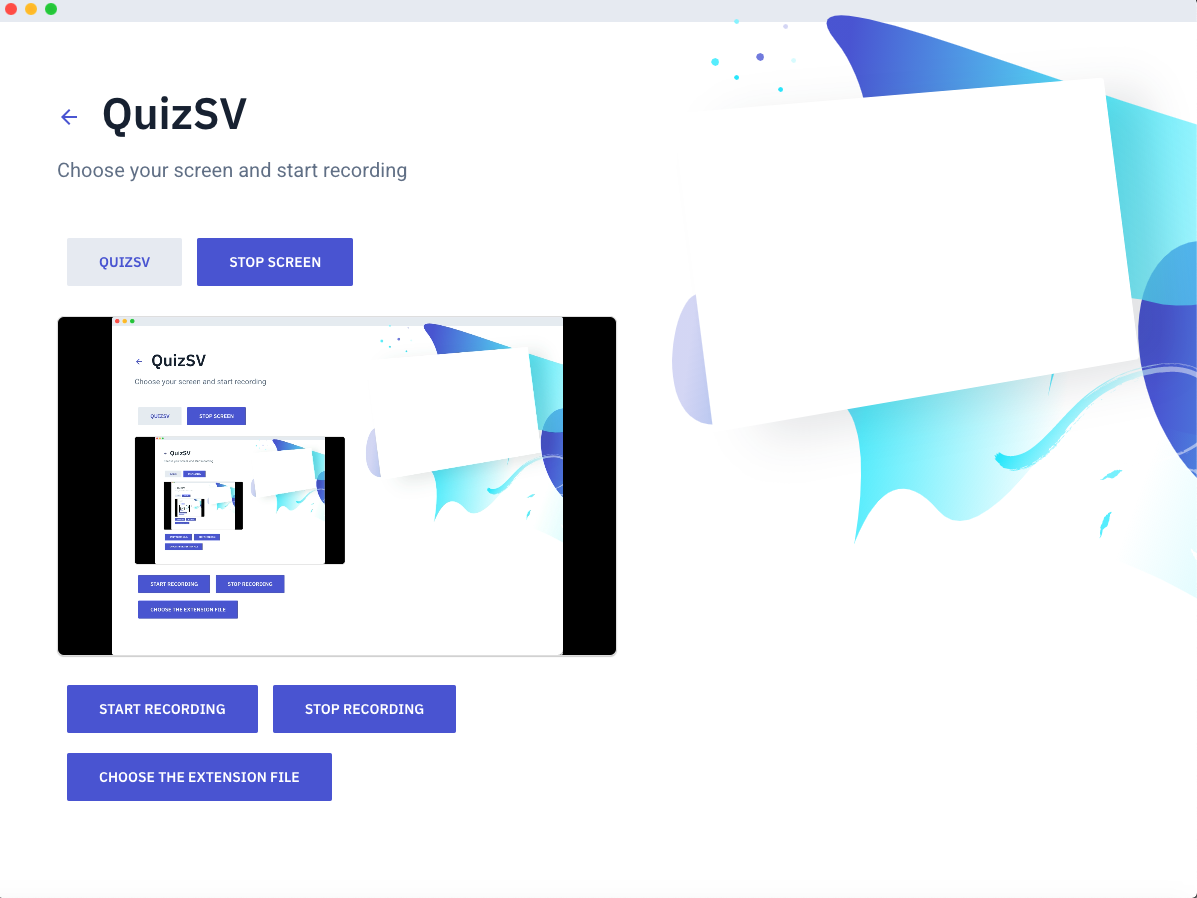 QuizSV
Choose your screen and start recording
QUIZSV STOP SCREEN
QuizSV
Choose your screen and start recording
QUIZSV STOP SCREEN
QuizSV
START RECORDING STOP RECORDING
CHOOSE THE EXTENSION FILE
START RECORDING STOP RECORDING
CHOOSE THE EXTENSION FILE